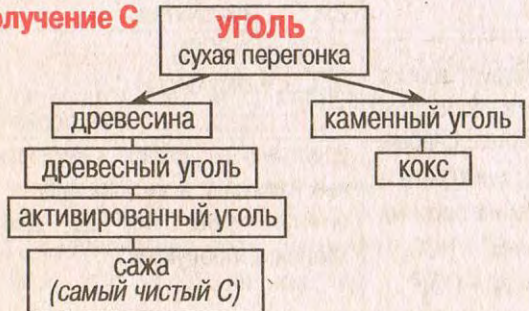 олучение С
УГОЛЬ
сухая перегонка
древесина
каменный уголь
древесный уголь
кокс
активированный уголь
сажа
(самый чистый С)